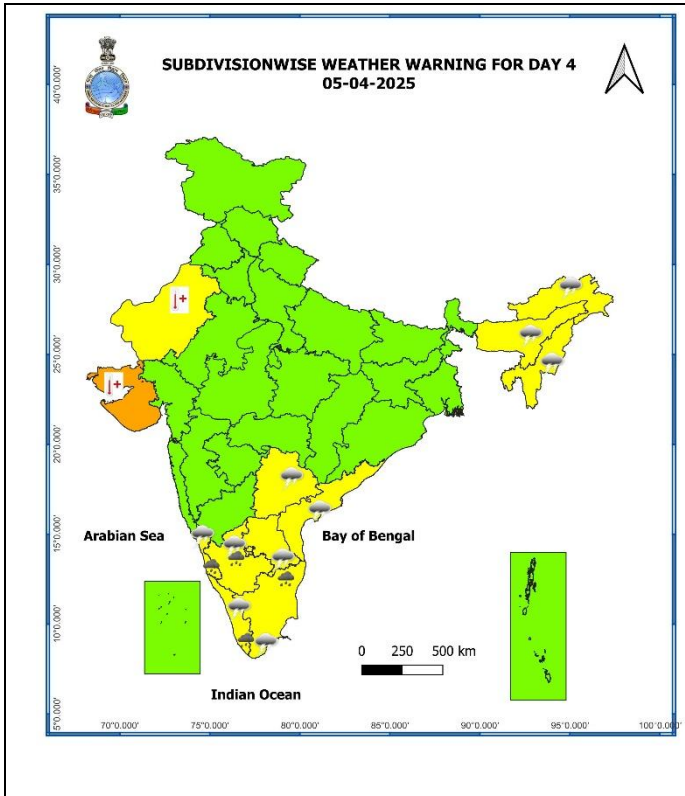 SUBDIVISIONWISE WEATHER WARNING FOR DAY 4
05-04-2025
40°0.000'
35°0.000'
30°0.000'
25°0.000'
20°0.000'
15°0.000'
10°0.000'
5°0.000'
Arabian Sea
Bay of Bengal
0 250 500 km
Indian Ocean
70°0.000' 75°0.000' 80°0.000' 85°0.000' 90°0.000' 95°0.000' 100°0.000'